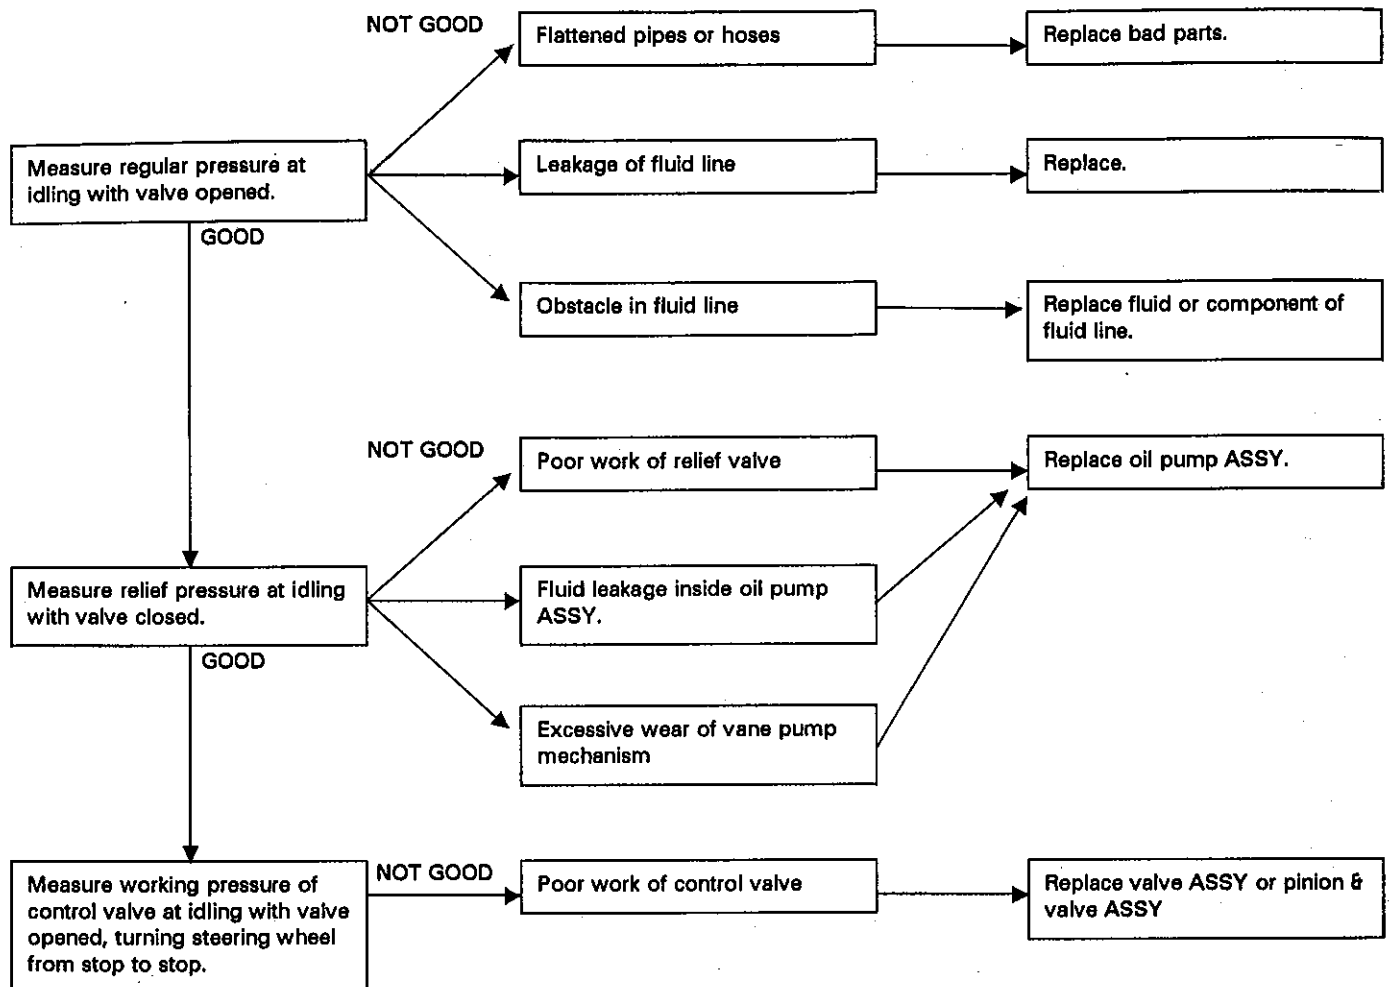 NOT GOOD
Flattened pipes or hoses
Replace bad parts.
Measure regular pressure at
idling with valve opened.
Leakage of fluid line
Replace.
GOOD
Obstacle in fluid line
Replace fluid or component of
fluid line.
NOT GOOD
Poor work of relief valve
Replace oil pump ASSY.
Measure relief pressure at idling
with valve closed.
Fluid leakage inside oil pump
ASSY.
GOOD
Excessive wear of vane pump
mechanism
Measure working pressure of
control valve at idling with valve
opened, turning steering wheel
from stop to stop.
NOT GOOD
Poor work of control valve
Replace valve ASSY or pinion &
valve ASSY